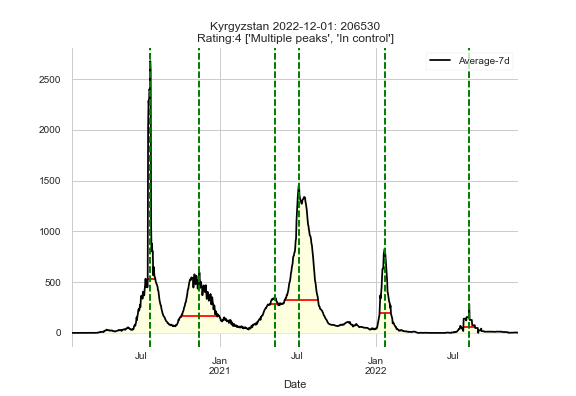 Kyrgyzstan 2022-12-01: 206530
Rating:4 ['Multiple peaks', 'In control']
Average-7d
2500
2000
1500
1000
500
0
Jul
Jan
2021
Jul
Jan
2022
Jul
Date